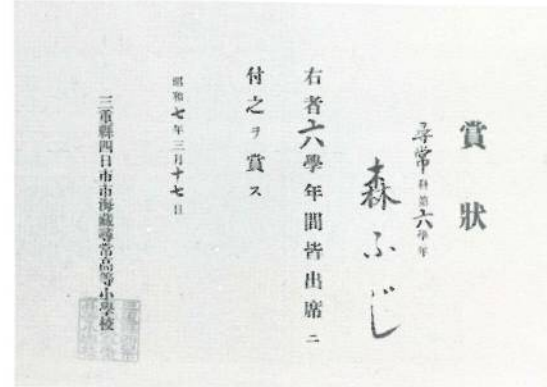 賞狀
尋常科第六學年
森ふじ
右者六學年間皆出席ニ
付之ヲ賞ス
昭和七年三月十七日
三重縣四日市市海藏尋常高等小學校